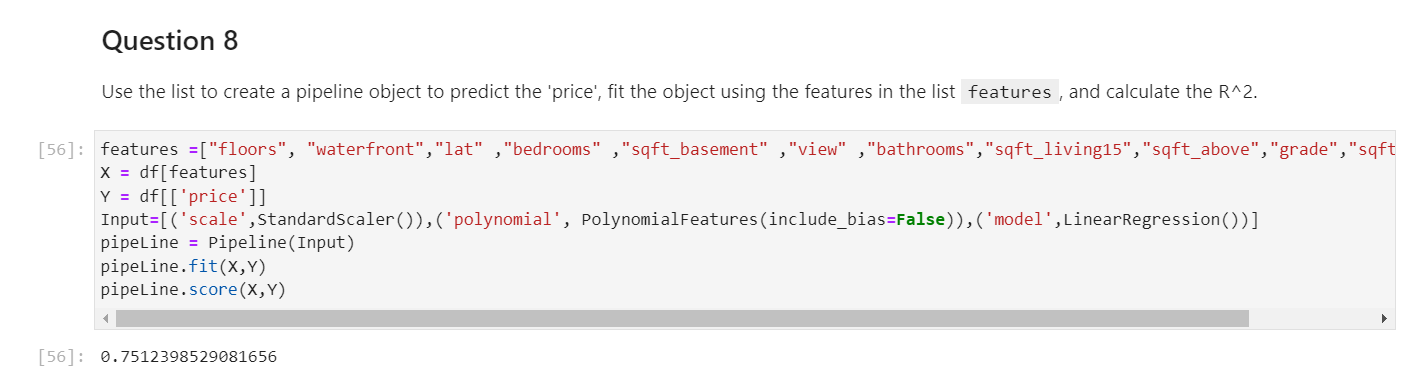 Question 8
Use the list to create a pipeline object to predict the 'price', fit the object using the features in the list features , and calculate the R^2.
[56]: features =["floors", "waterfront","lat" ,"bedrooms" ,"sqft_basement" ,"view" ,"bathrooms","sqft_living15","sqft_above","grade","sqft
X = df[features]
Y = df[['price']]
Input=[('scale',StandardScaler()),('polynomial', PolynomialFeatures(include_bias=False)),('model',LinearRegression())]
pipeLine = Pipeline(Input)
pipeLine.fit(X,Y)
pipeLine.score(X,Y)
[56]: 0.7512398529081656